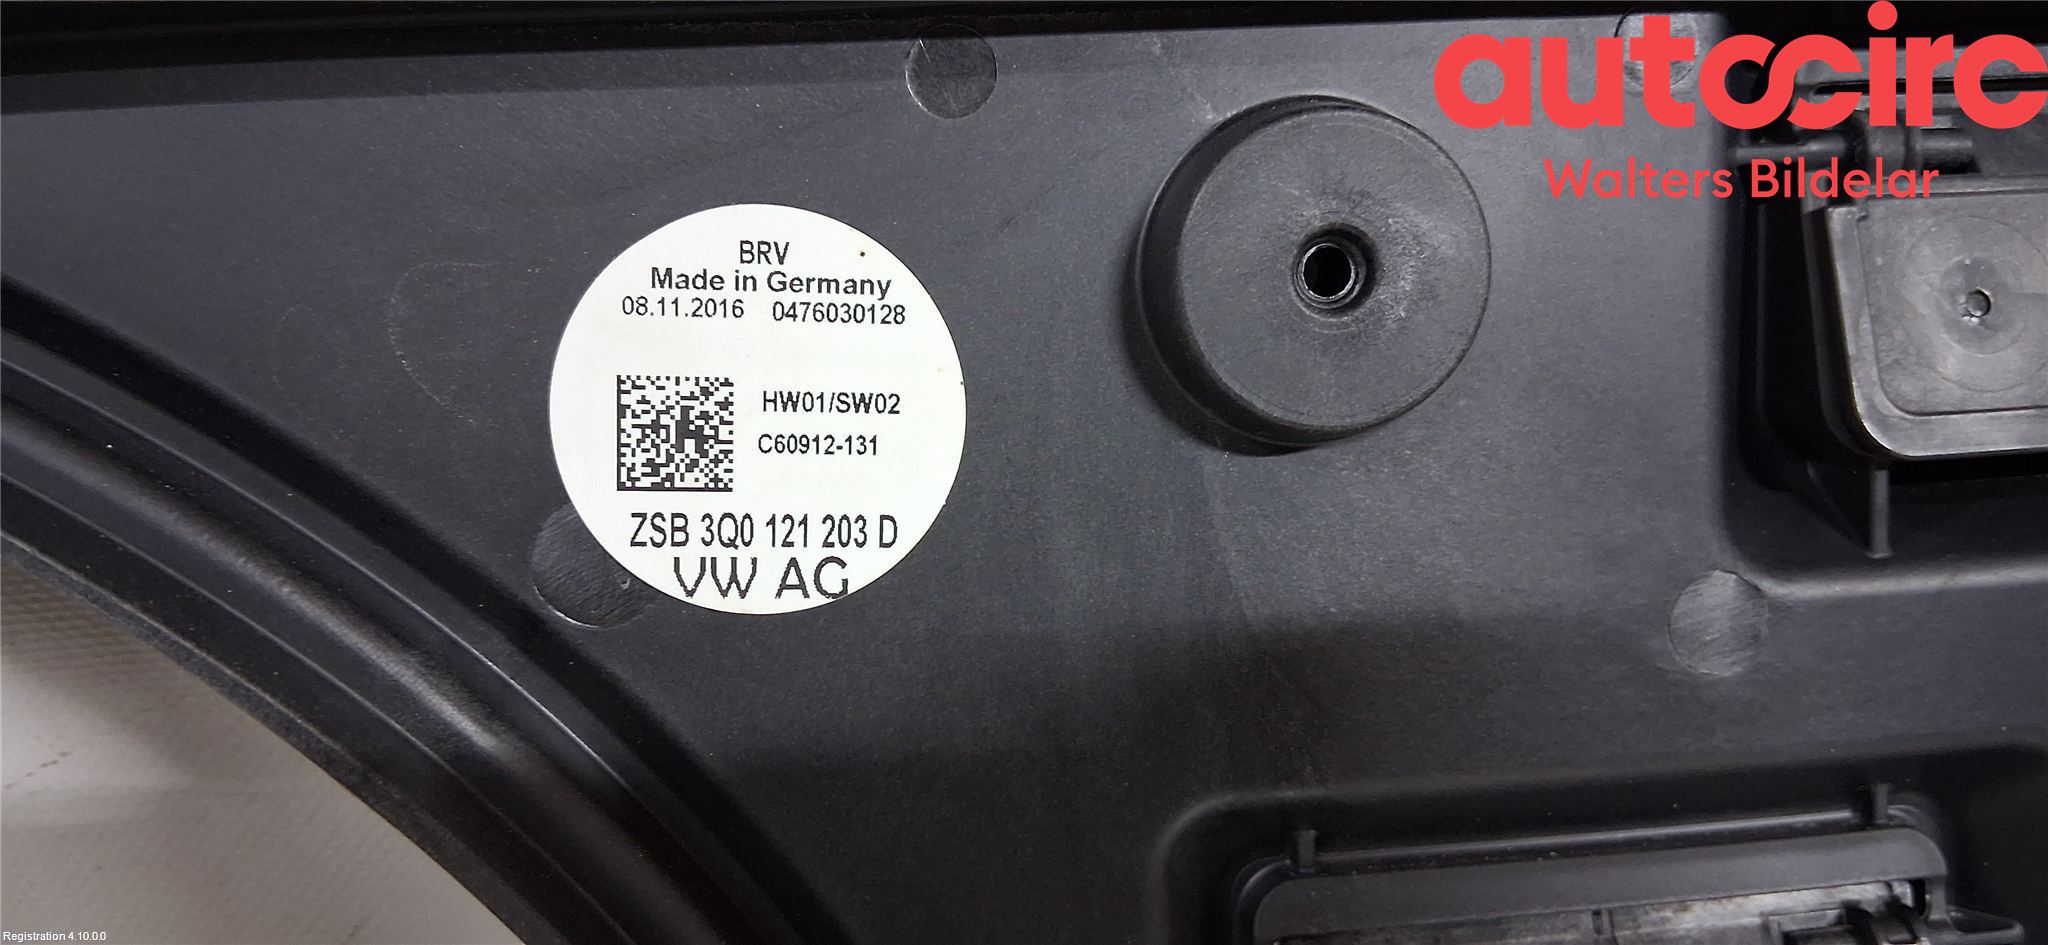 autocirc
Walters Bildelar
BRV
Made in Germany
08.11.2016 0476030128
HW01/SW02
C60912-131
ZSB 3Q0 121 203 D
VW AG
Registration 4.10.0.0